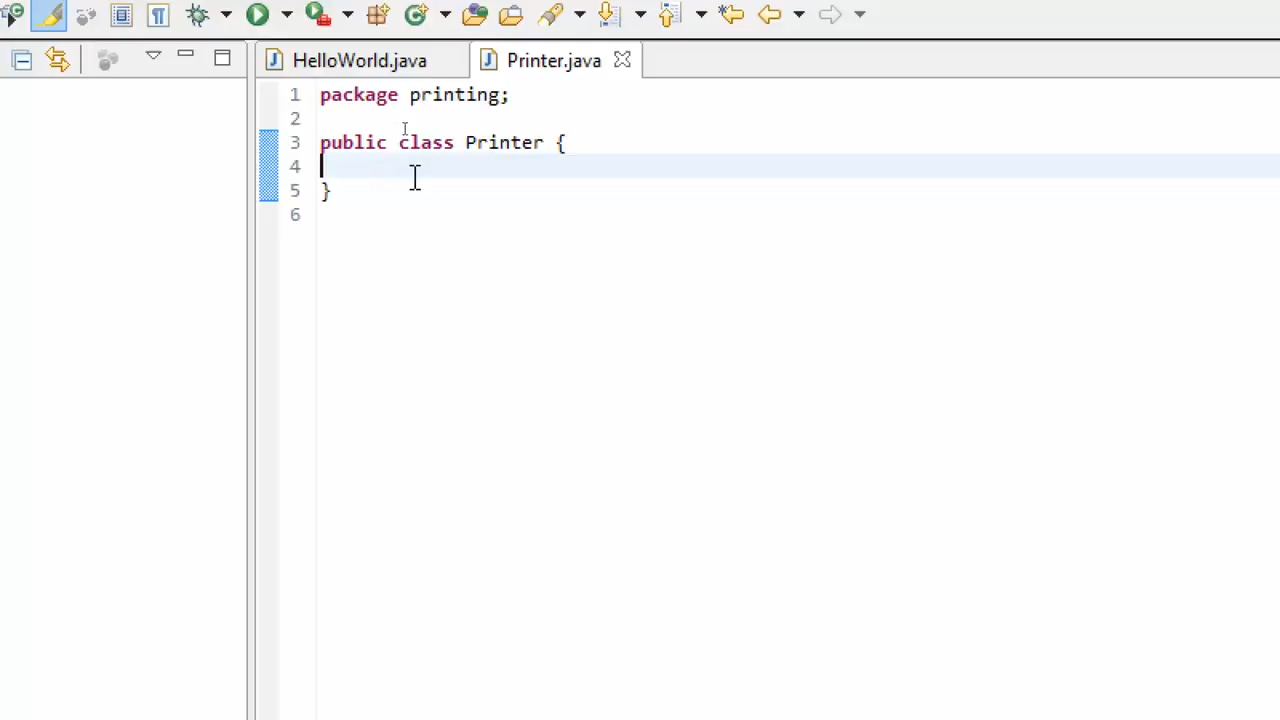 HelloWorld.java
Printer.java
1 package printing;
2
3 public class Printer {
4
5 }
6